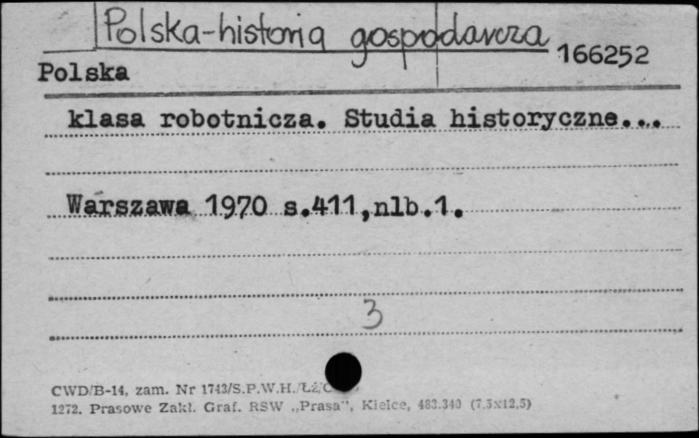 Polska-historia gospodarcza
166252
Polska
klasa robotnicza. Studia historyczne...
Warszawa 1970 s.411,nlb.1.
3
CWD/B-14, zam. Nr 1743/S.P.W.H.
1272. Prasowe Zakł. Graf. RSW „Prasa”, Kielce, 483.340 (7,5x12,5)